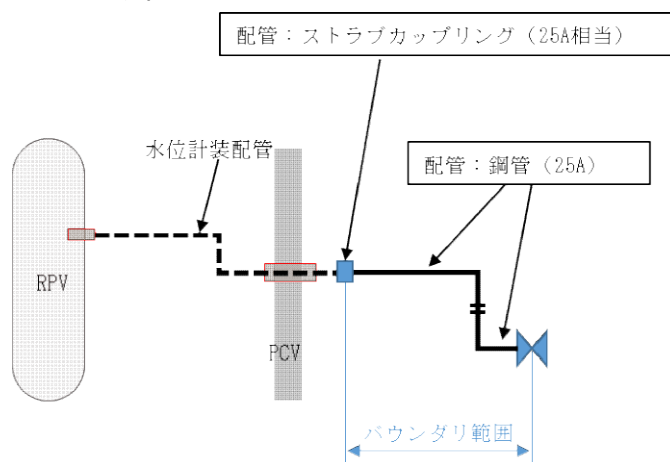 配管：ストラブカップリング（25A相当）
水位計装配管
配管：鋼管（25A）
RPV
PCV
バウンダリ範囲